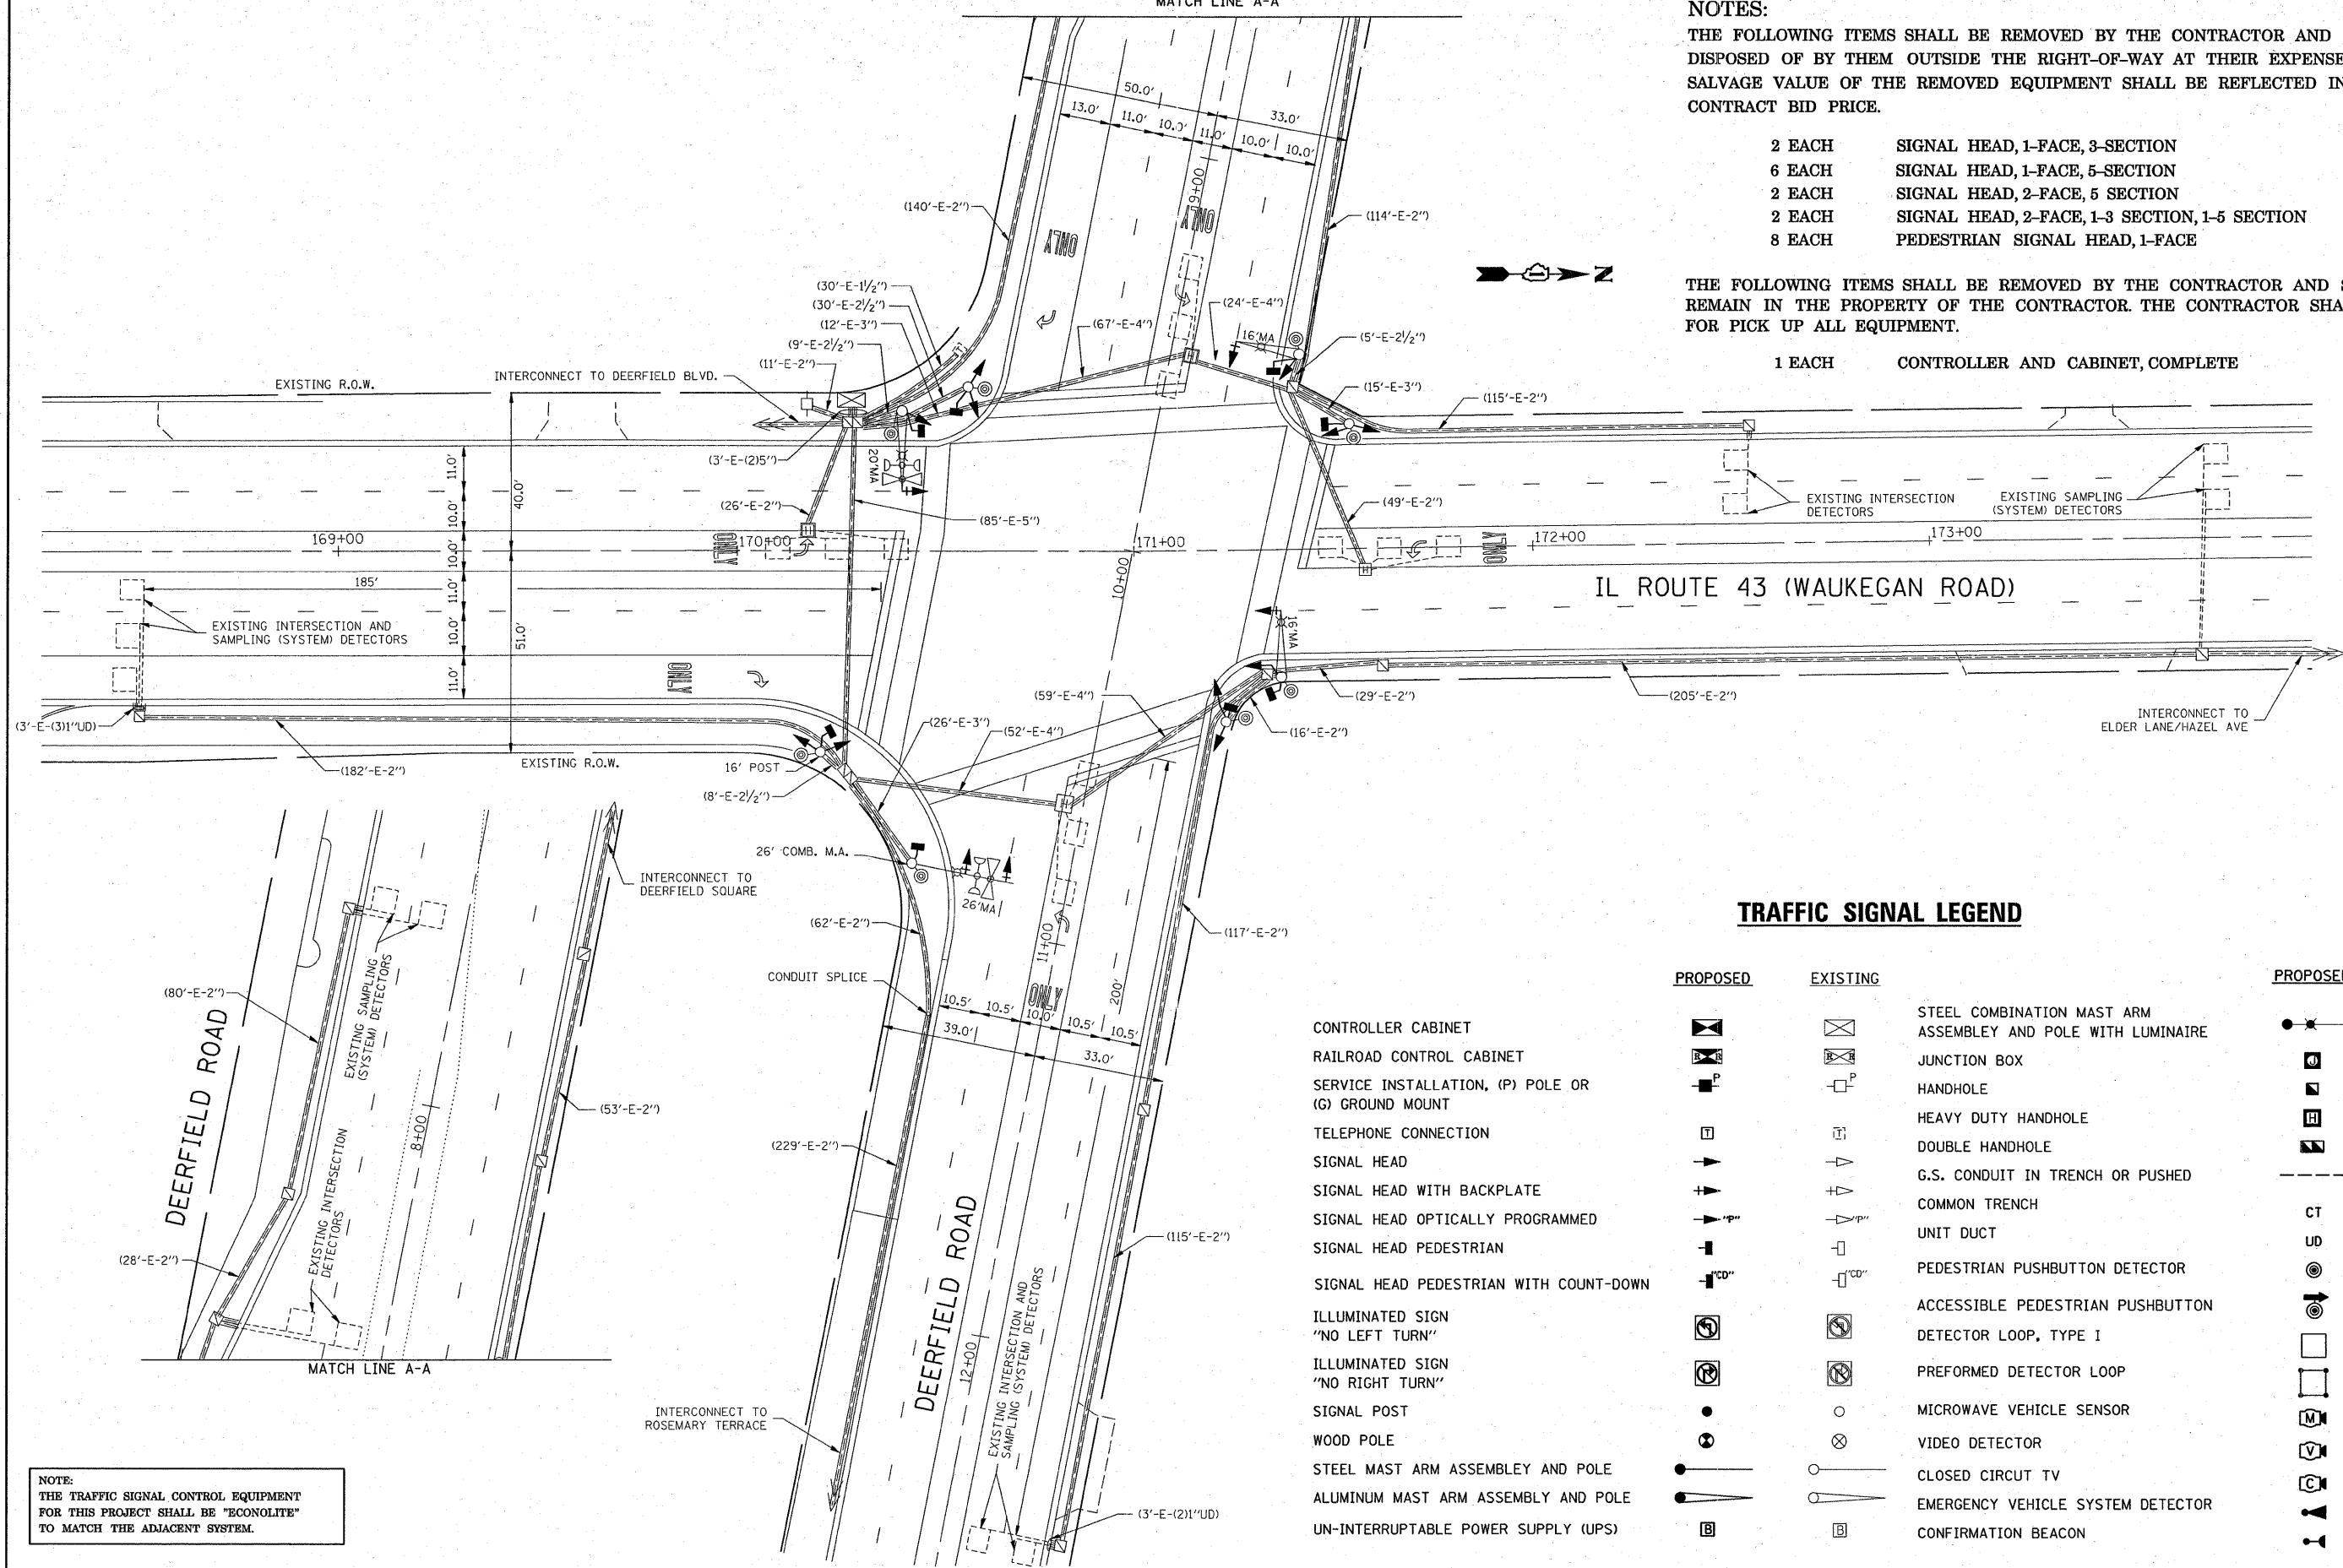 MATCH LINE A-A
NOTES:
THE FOLLOWING ITEMS SHALL BE REMOVED BY THE CONTRACTOR AND
DISPOSED OF BY THEM OUTSIDE THE RIGHT-OF-WAY AT THEIR EXPENSE
SALVAGE VALUE OF THE REMOVED EQUIPMENT SHALL BE REFLECTED IN
CONTRACT BID PRICE.
2 EACH SIGNAL HEAD, 1-FACE, 3-SECTION
6 EACH SIGNAL HEAD, 1-FACE, 5-SECTION
2 EACH SIGNAL HEAD, 2-FACE, 5 SECTION
2 EACH SIGNAL HEAD, 2-FACE, 1-3 SECTION, 1-5 SECTION
8 EACH PEDESTRIAN SIGNAL HEAD, 1-FACE
THE FOLLOWING ITEMS SHALL BE REMOVED BY THE CONTRACTOR AND
REMAIN IN THE PROPERTY OF THE CONTRACTOR. THE CONTRACTOR SHA
FOR PICK UP ALL EQUIPMENT.
1 EACH CONTROLLER AND CABINET, COMPLETE
N
50.0' 33.0'
13.0' 11.0' 10.0' 11.0' 10.0' 10.0'
9+00
ONLY
ONLY
(140'-E-2")
(114'-E-2")
(30'-E-1½")
(30'-E-2½")
(12'-E-3")
(9'-E-2½")
(11'-E-2")
(67'-E-4")
(24'-E-4")
16'MA
(5'-E-2½")
(15'-E-3")
(115'-E-2")
EXISTING R.O.W.
INTERCONNECT TO DEERFIELD BLVD.
T
(3'-E-(2)5")
20'MA
(26'-E-2")
(85'-E-5")
(49'-E-2")
11.0'
10.0'
10.0'
11.0'
10.0'
11.0'
40.0'
51.0'
H
H
H
H
EXISTING INTERSECTION
DETECTORS
EXISTING SAMPLING
(SYSTEM) DETECTORS
169+00
ONLY
170+00
171+00
10+00
ONLY
172+00
173+00
185'
IL ROUTE 43 (WAUKEGAN ROAD)
EXISTING INTERSECTION AND
SAMPLING (SYSTEM) DETECTORS
16'MA
ONLY
(3'-E-(3)1"UD)
(182'-E-2")
EXISTING R.O.W.
16' POST
(8'-E-2½")
(26'-E-3")
(52'-E-4")
(59'-E-4")
(16'-E-2")
(29'-E-2")
(205'-E-2")
INTERCONNECT TO
ELDER LANE/HAZEL AVE
26' COMB. M.A.
26'MA
INTERCONNECT TO
DEERFIELD SQUARE
(62'-E-2")
(117'-E-2")
CONDUIT SPLICE
11+00
ONLY
200'
10.5' 10.5' 10.0' 10.5' 10.5'
39.0' 33.0'
(80'-E-2")
DEERFIELD ROAD
EXISTING SAMPLING
(SYSTEM) DETECTORS
8+00
(53'-E-2")
EXISTING INTERSECTION
DETECTORS
(28'-E-2")
MATCH LINE A-A
(229'-E-2")
DEERFIELD ROAD
(115'-E-2")
12+00
EXISTING INTERSECTION AND
SAMPLING (SYSTEM) DETECTORS
INTERCONNECT TO
ROSEMARY TERRACE
(3'-E-(2)1"UD)
NOTE:
THE TRAFFIC SIGNAL CONTROL EQUIPMENT
FOR THIS PROJECT SHALL BE "ECONOLITE"
TO MATCH THE ADJACENT SYSTEM.
TRAFFIC SIGNAL LEGEND
PROPOSED EXISTING
CONTROLLER CABINET
RAILROAD CONTROL CABINET R R R R
SERVICE INSTALLATION, (P) POLE OR P P
(G) GROUND MOUNT
TELEPHONE CONNECTION T T
SIGNAL HEAD
SIGNAL HEAD WITH BACKPLATE
SIGNAL HEAD OPTICALLY PROGRAMMED "P" "P"
SIGNAL HEAD PEDESTRIAN
SIGNAL HEAD PEDESTRIAN WITH COUNT-DOWN "CD" "CD"
ILLUMINATED SIGN
"NO LEFT TURN"
ILLUMINATED SIGN
"NO RIGHT TURN"
SIGNAL POST
WOOD POLE
STEEL MAST ARM ASSEMBLEY AND POLE
ALUMINUM MAST ARM ASSEMBLY AND POLE
UN-INTERRUPTABLE POWER SUPPLY (UPS) B B
PROPOSED
STEEL COMBINATION MAST ARM
ASSEMBLEY AND POLE WITH LUMINAIRE
JUNCTION BOX J
HANDHOLE
HEAVY DUTY HANDHOLE H
DOUBLE HANDHOLE
G.S. CONDUIT IN TRENCH OR PUSHED
COMMON TRENCH CT
UNIT DUCT UD
PEDESTRIAN PUSHBUTTON DETECTOR
ACCESSIBLE PEDESTRIAN PUSHBUTTON
DETECTOR LOOP, TYPE I
PREFORMED DETECTOR LOOP
MICROWAVE VEHICLE SENSOR M
VIDEO DETECTOR V
CLOSED CIRCUT TV C
EMERGENCY VEHICLE SYSTEM DETECTOR
CONFIRMATION BEACON